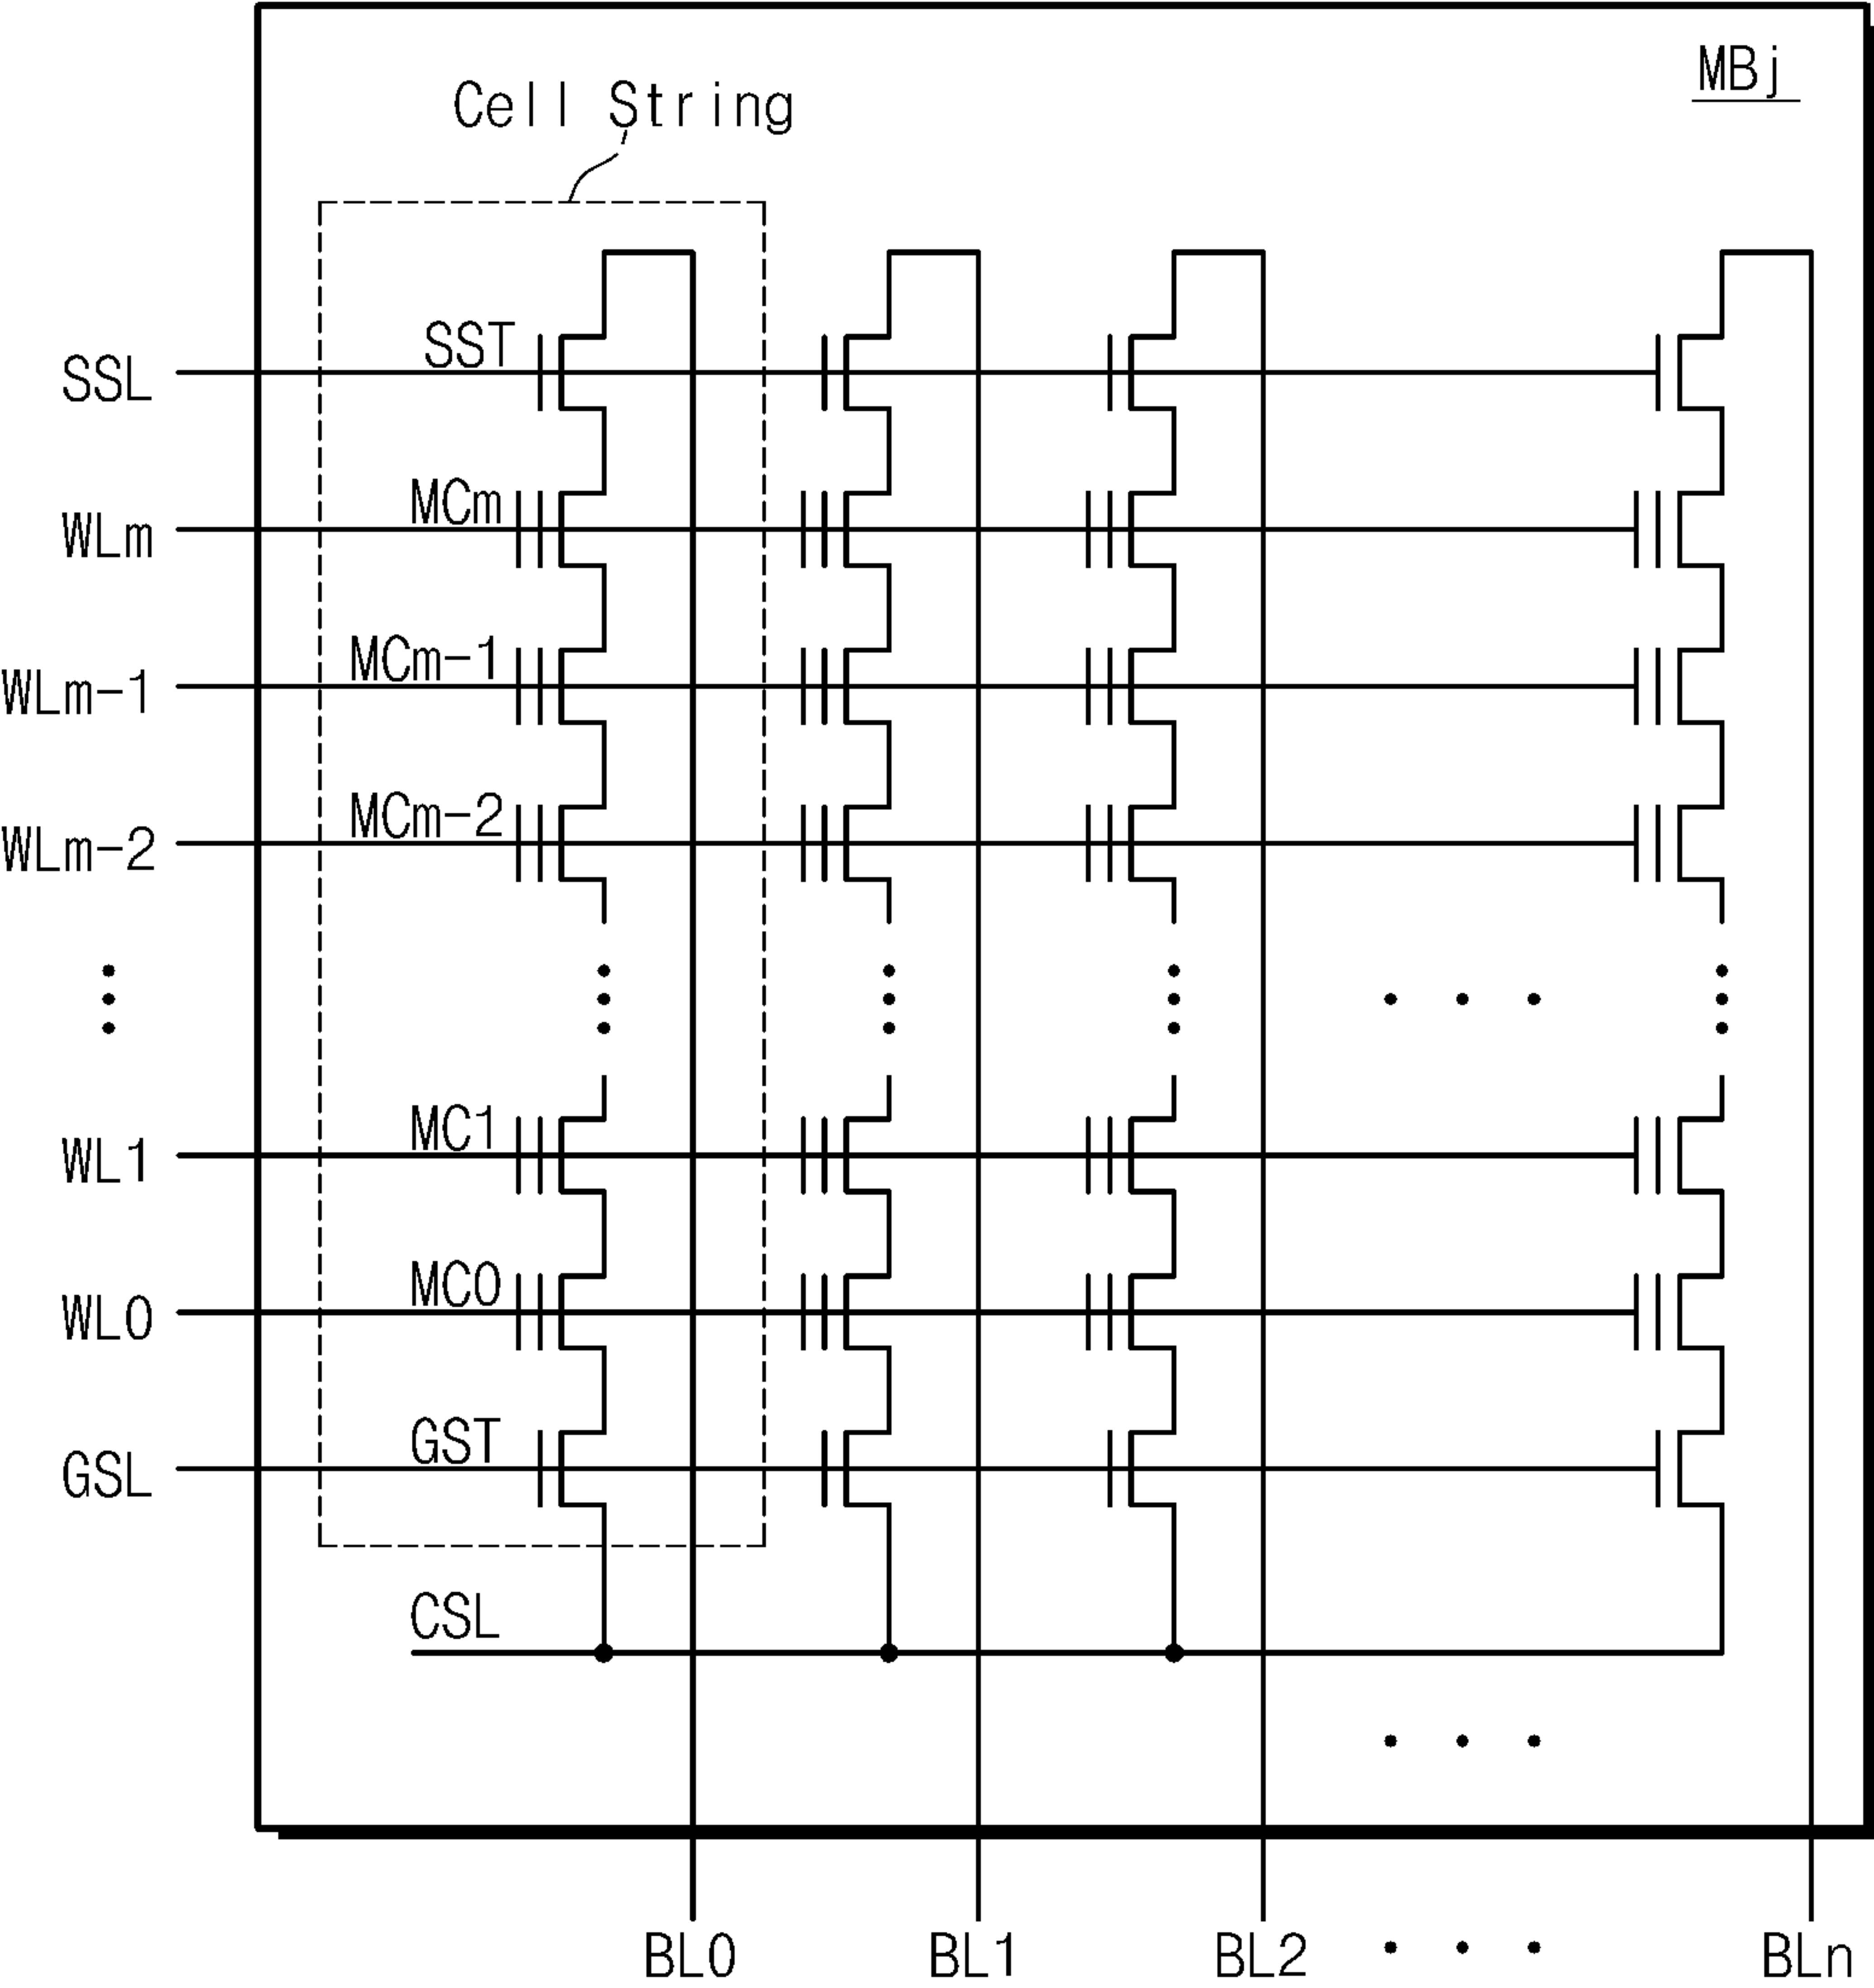 MBj
Cell String
SST
SSL
MCm
WLm
MCm-1
WLm-1
MCm-2
WLm-2
MC1
WL1
MC0
WL0
GST
GSL
CSL
BL0 BL1 BL2 BLn